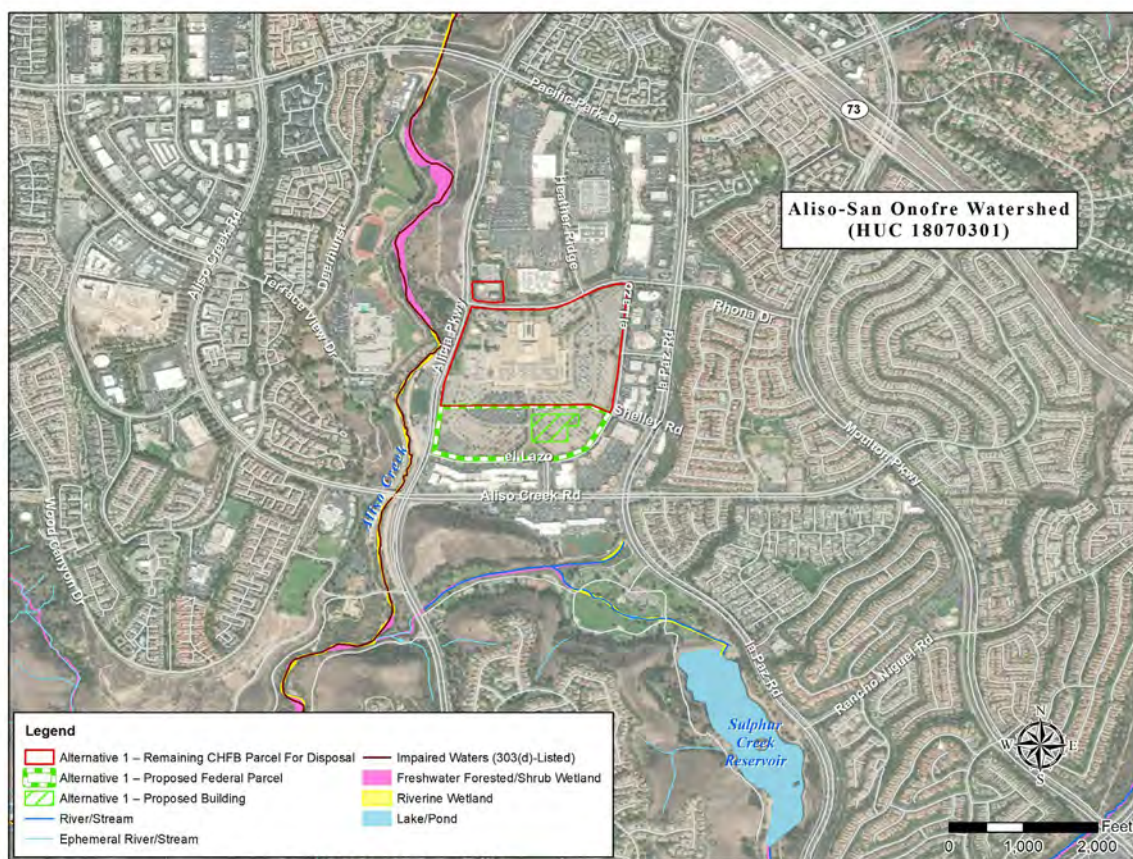 Pacific Park Dr
73
Aliso-San Onofre Watershed
(HUC 18070301)
Heather Ridge
Aliso Creek Rd
Deerhurst
Terrace View Dr
Alicia Pkwy
el Lazo
Rhona Dr
la Paz Rd
Shelley Rd
Moulton Pkwy
el Lazo
Aliso Creek Rd
Aliso Creek
Wood Canyon Dr
la Paz Rd
Rancho Niguel Rd
Sulphur
Creek
Reservoir
N
W E
S
Feet
0 1,000 2,000
Legend
Alternative 1 – Remaining CHFB Parcel For Disposal
Alternative 1 – Proposed Federal Parcel
Alternative 1 – Proposed Building
River/Stream
Ephemeral River/Stream
Impaired Waters (303(d)-Listed)
Freshwater Forested/Shrub Wetland
Riverine Wetland
Lake/Pond